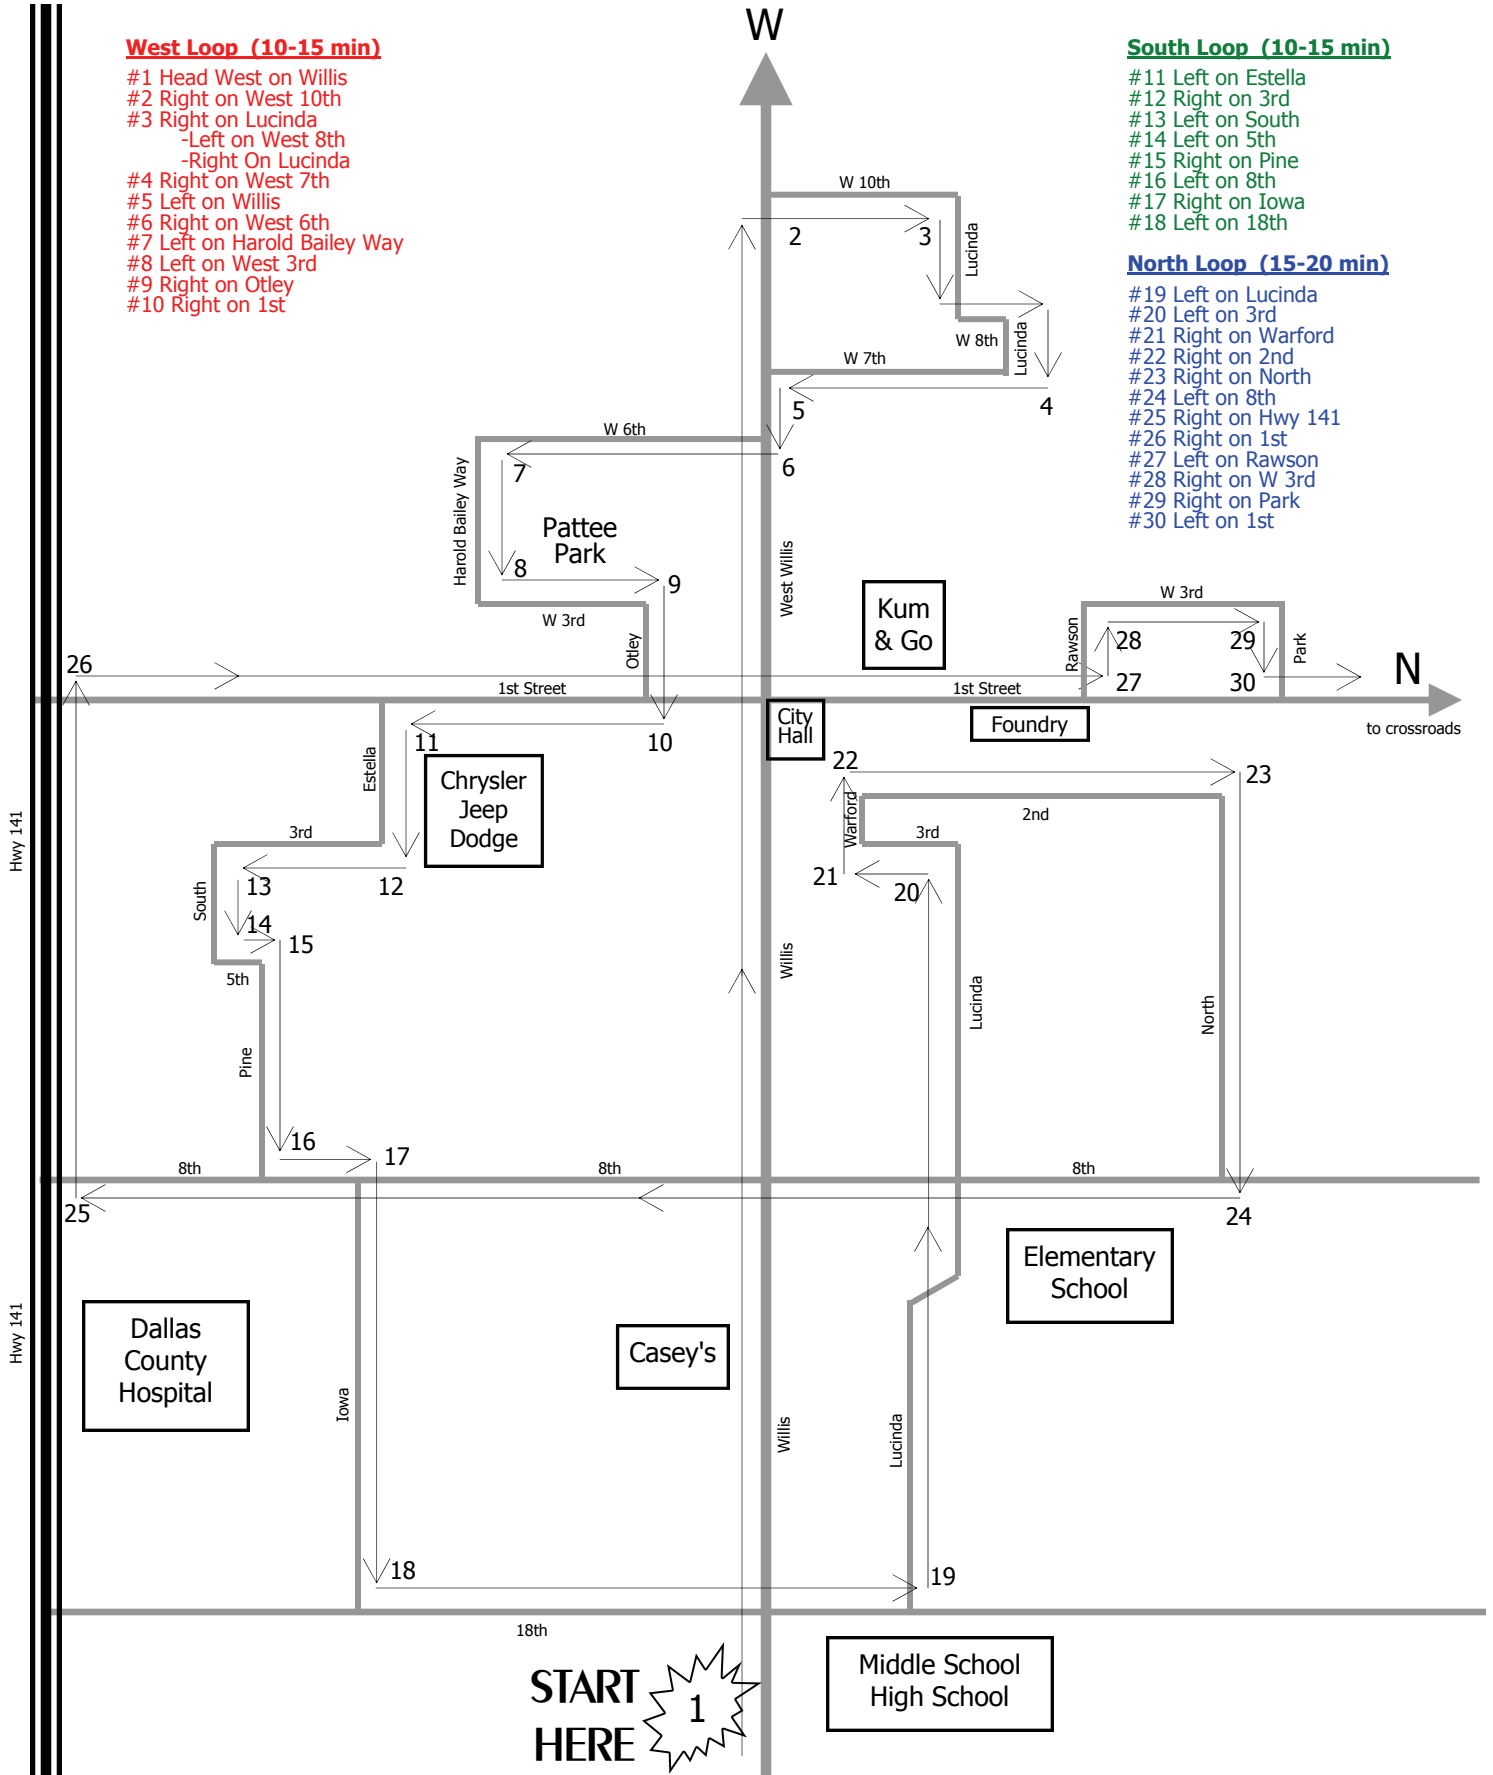 W
West Loop  (10-15 min)
#1 Head West on Willis
#2 Right on West 10th
#3 Right on Lucinda
-Left on West 8th
-Right On Lucinda
#4 Right on West 7th
#5 Left on Willis
#6 Right on West 6th
#7 Left on Harold Bailey Way
#8 Left on West 3rd
#9 Right on Otley
#10 Right on 1st
South Loop  (10-15 min)
#11 Left on Estella
#12 Right on 3rd
#13 Left on South
#14 Left on 5th
#15 Right on Pine
#16 Left on 8th
#17 Right on Iowa
#18 Left on 18th
North Loop  (15-20 min)
#19 Left on Lucinda
#20 Left on 3rd
#21 Right on Warford
#22 Right on 2nd
#23 Right on North
#24 Left on 8th
#25 Right on Hwy 141
#26 Right on 1st
#27 Left on Rawson
#28 Right on W 3rd
#29 Right on Park
#30 Left on 1st
W 10th
2
3
Lucinda
W 8th
Lucinda
W 7th
4
5
W 6th
6
7
Harold Bailey Way
Pattee
Park
8
9
W 3rd
Otley
West Willis
Kum
& Go
W 3rd
Rawson
28
29
Park
26
27
30
N
1st Street
1st Street
to crossroads
City
Hall
Foundry
10
11
Estella
Chrysler
Jeep
Dodge
22
23
Warford
2nd
Hwy 141
3rd
3rd
12
13
21
20
South
14
15
5th
Willis
Lucinda
North
Pine
16
17
8th
8th
8th
25
24
Elementary
School
Hwy 141
Dallas
County
Hospital
Casey's
Iowa
Willis
Lucinda
18
19
18th
START
HERE
1
Middle School
High School